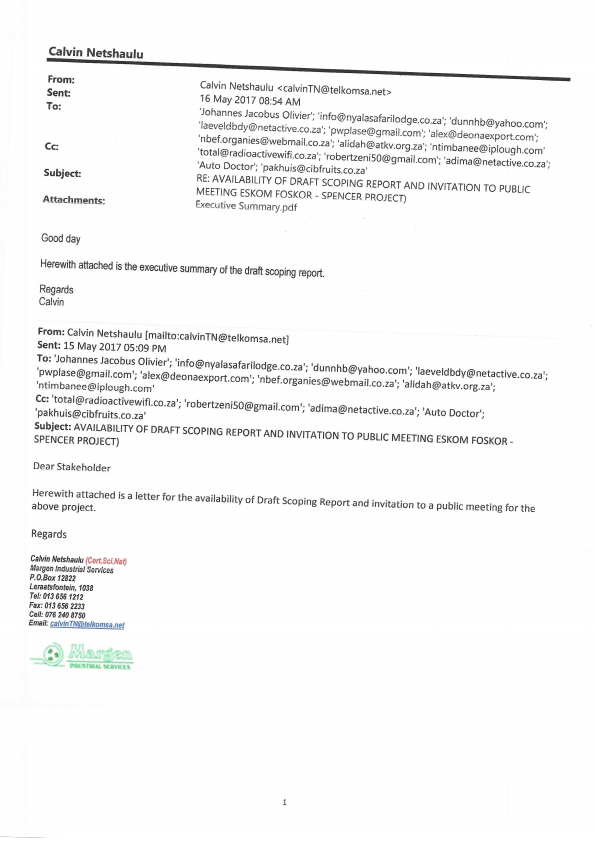 Calvin Netshaulu
From: Calvin Netshaulu <calvinTN@telkomsa.net>
Sent: 16 May 2017 08:54 AM
To: 'Johannes Jacobus Olivier'; 'info@nyalasafarilodge.co.za'; 'dunnhb@yahoo.com';
'laeveldbdy@netactive.co.za'; 'pwplase@gmail.com'; 'alex@deonaexport.com';
'nbef.organies@webmail.co.za'; 'alidah@atkv.org.za'; 'ntimbanee@iplough.com'
Cc: 'total@radioactivewifi.co.za'; 'robertzeni50@gmail.com'; 'adima@netactive.co.za';
'Auto Doctor'; 'pakhuis@cibfruits.co.za'
Subject: RE: AVAILABILITY OF DRAFT SCOPING REPORT AND INVITATION TO PUBLIC
MEETING ESKOM FOSKOR - SPENCER PROJECT)
Attachments: Executive Summary.pdf
Good day
Herewith attached is the executive summary of the draft scoping report.
Regards
Calvin
From: Calvin Netshaulu [mailto:calvinTN@telkomsa.net]
Sent: 15 May 2017 05:09 PM
To: 'Johannes Jacobus Olivier'; 'info@nyalasafarilodge.co.za'; 'dunnhb@yahoo.com'; 'laeveldbdy@netactive.co.za';
'pwplase@gmail.com'; 'alex@deonaexport.com'; 'nbef.organies@webmail.co.za'; 'alidah@atkv.org.za';
'ntimbanee@iplough.com'
Cc: 'total@radioactivewifi.co.za'; 'robertzeni50@gmail.com'; 'adima@netactive.co.za'; 'Auto Doctor';
'pakhuis@cibfruits.co.za'
Subject: AVAILABILITY OF DRAFT SCOPING REPORT AND INVITATION TO PUBLIC MEETING ESKOM FOSKOR -
SPENCER PROJECT)
Dear Stakeholder
Herewith attached is a letter for the availability of Draft Scoping Report and invitation to a public meeting for the
above project.
Regards
Calvin Netshaulu (Cert.Sci.Nat)
Margen Industrial Services
P.O.Box 12822
Leraatsfontein, 1038
Tel: 013 656 1212
Fax: 013 656 2233
Cell: 076 240 8750
Email: calvinTN@telkomsa.net
Margen
INDUSTRIAL SERVICES
1